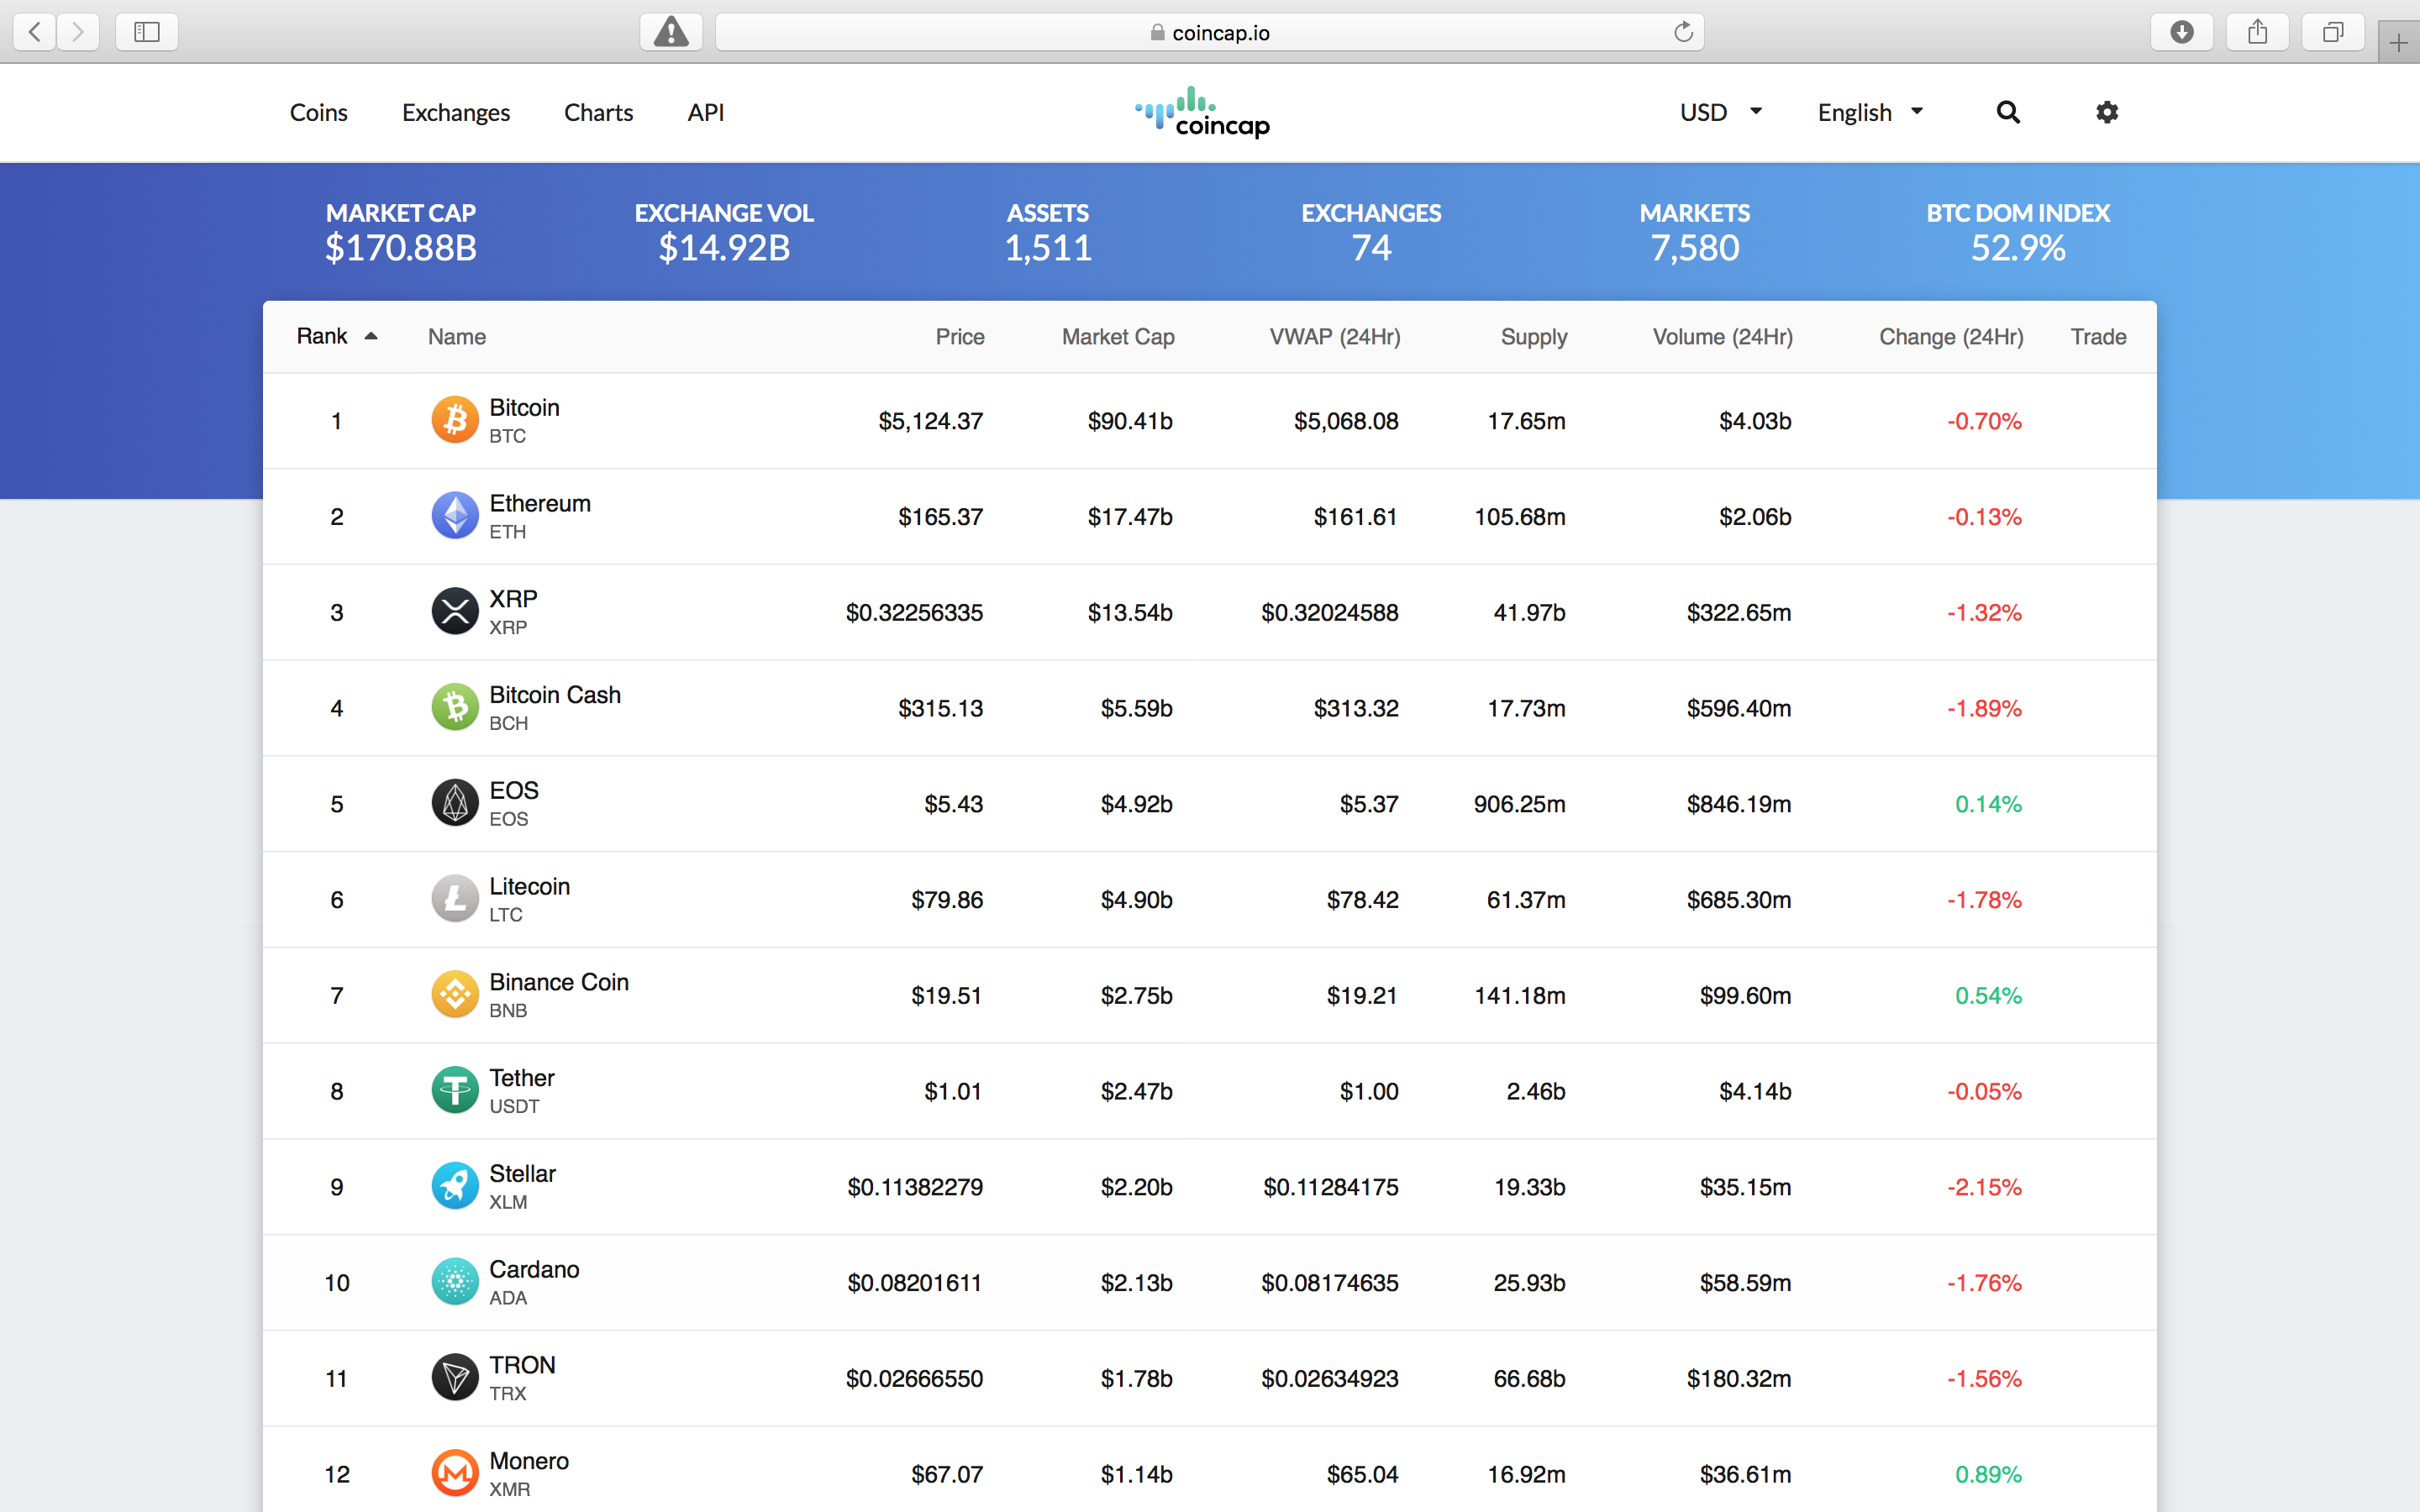 coincap.io
Coins Exchanges Charts API coincap USD English
MARKET CAP EXCHANGE VOL ASSETS EXCHANGES MARKETS BTC DOM INDEX
$170.88B $14.92B 1,511 74 7,580 52.9%
Rank Name Price Market Cap VWAP (24Hr) Supply Volume (24Hr) Change (24Hr) Trade
1 Bitcoin BTC $5,124.37 $90.41b $5,068.08 17.65m $4.03b -0.70%
2 Ethereum ETH $165.37 $17.47b $161.61 105.68m $2.06b -0.13%
3 XRP XRP $0.32256335 $13.54b $0.32024588 41.97b $322.65m -1.32%
4 Bitcoin Cash BCH $315.13 $5.59b $313.32 17.73m $596.40m -1.89%
5 EOS EOS $5.43 $4.92b $5.37 906.25m $846.19m 0.14%
6 Litecoin LTC $79.86 $4.90b $78.42 61.37m $685.30m -1.78%
7 Binance Coin BNB $19.51 $2.75b $19.21 141.18m $99.60m 0.54%
8 Tether USDT $1.01 $2.47b $1.00 2.46b $4.14b -0.05%
9 Stellar XLM $0.11382279 $2.20b $0.11284175 19.33b $35.15m -2.15%
10 Cardano ADA $0.08201611 $2.13b $0.08174635 25.93b $58.59m -1.76%
11 TRON TRX $0.02666550 $1.78b $0.02634923 66.68b $180.32m -1.56%
12 Monero XMR $67.07 $1.14b $65.04 16.92m $36.61m 0.89%